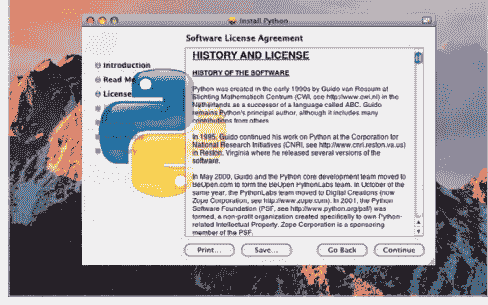 Install Python
Software License Agreement
Introduction
Read Me
License
HISTORY AND LICENSE
HISTORY OF THE SOFTWARE
Python was created in the early 1990s by Guido van Rossum at
Stichting Mathematisch Centrum (CWI, see http://www.cwi.nl) in the
Netherlands as a successor of a language called ABC. Guido
remains Python's principal author, although it includes many
contributions from others.
In 1995, Guido continued his work on Python at the Corporation for
National Research Initiatives (CNRI, see http://www.cnri.reston.va.us)
in Reston, Virginia where he released several versions of the
software.
In May 2000, Guido and the Python core development team moved to
BeOpen.com to form the BeOpen PythonLabs team. In October of the
same year, the PythonLabs team moved to Digital Creations (now
Zope Corporation, see http://www.zope.com). In 2001, the Python
Software Foundation (PSF, see http://www.python.org/psf/) was
formed, a non-profit organization created specifically to own Python-
related Intellectual Property. Zope Corporation is a sponsoring
member of the PSF.
Print...
Save...
Go Back
Continue